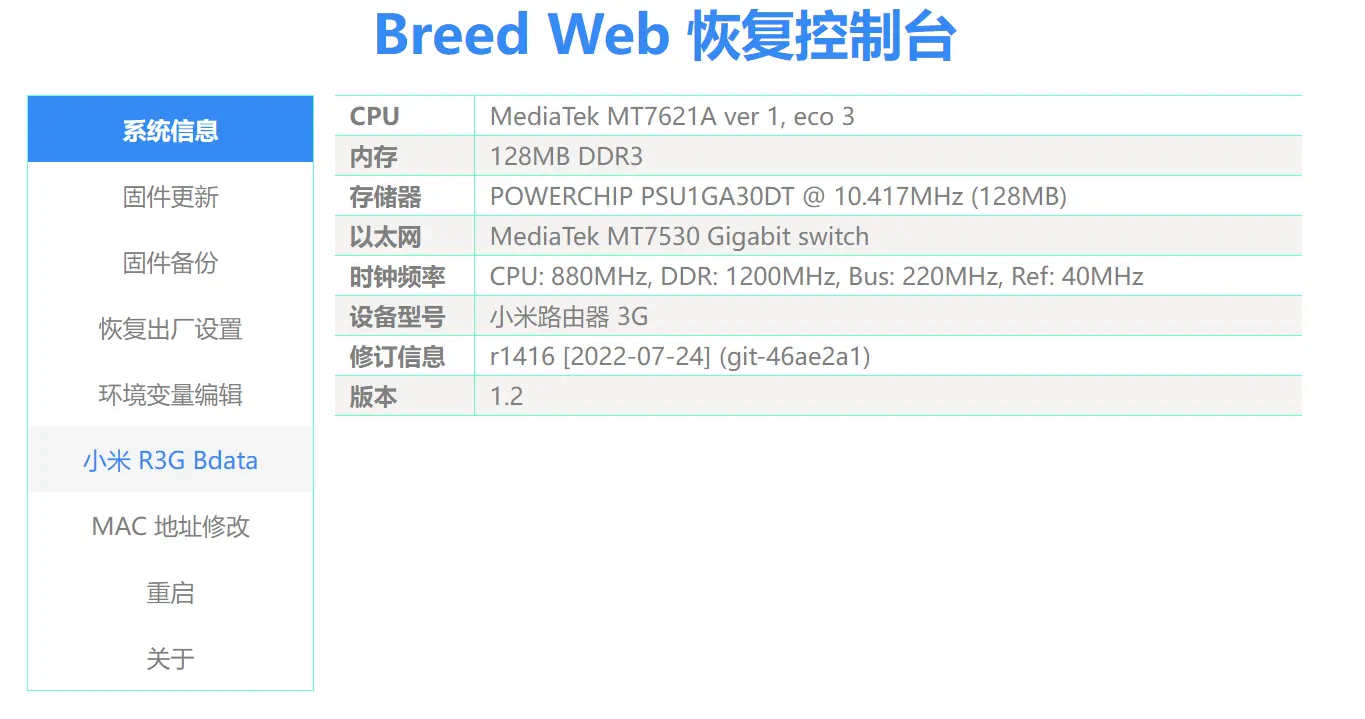 Breed Web 恢复控制台
系统信息
固件更新
固件备份
恢复出厂设置
环境变量编辑
小米 R3G Bdata
MAC 地址修改
重启
关于
CPU MediaTek MT7621A ver 1, eco 3
内存 128MB DDR3
存储器 POWERCHIP PSU1GA30DT @ 10.417MHz (128MB)
以太网 MediaTek MT7530 Gigabit switch
时钟频率 CPU: 880MHz, DDR: 1200MHz, Bus: 220MHz, Ref: 40MHz
设备型号 小米路由器 3G
修订信息 r1416 [2022-07-24] (git-46ae2a1)
版本 1.2